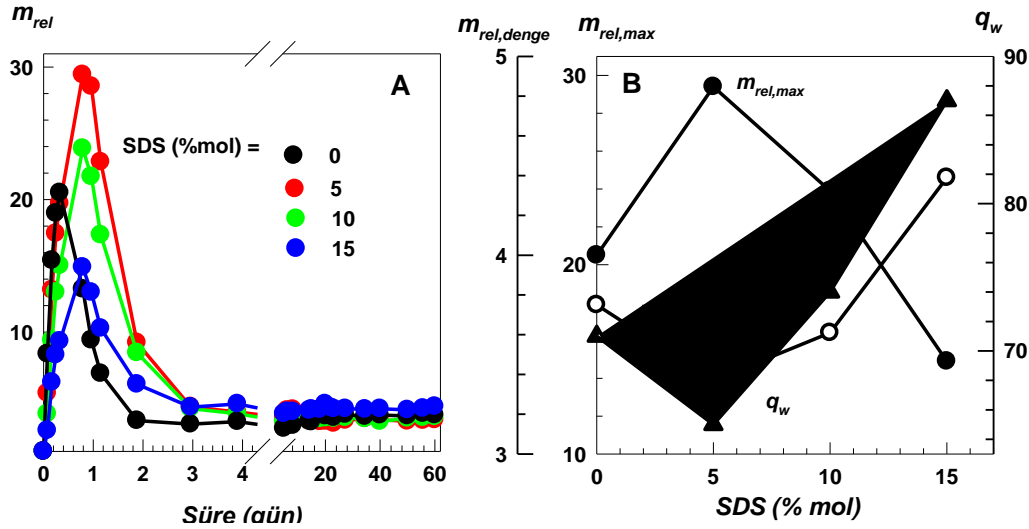 m_rel
30
20
10
0 1 2 3 4 20 40 60
Süre (gün)
A
SDS (%mol) =
0
5
10
15
m_rel,denge
5
4
3
m_rel,max
30
20
10
B
m_rel,max
q_w
0 5 10 15
SDS (% mol)
q_w
90
80
70